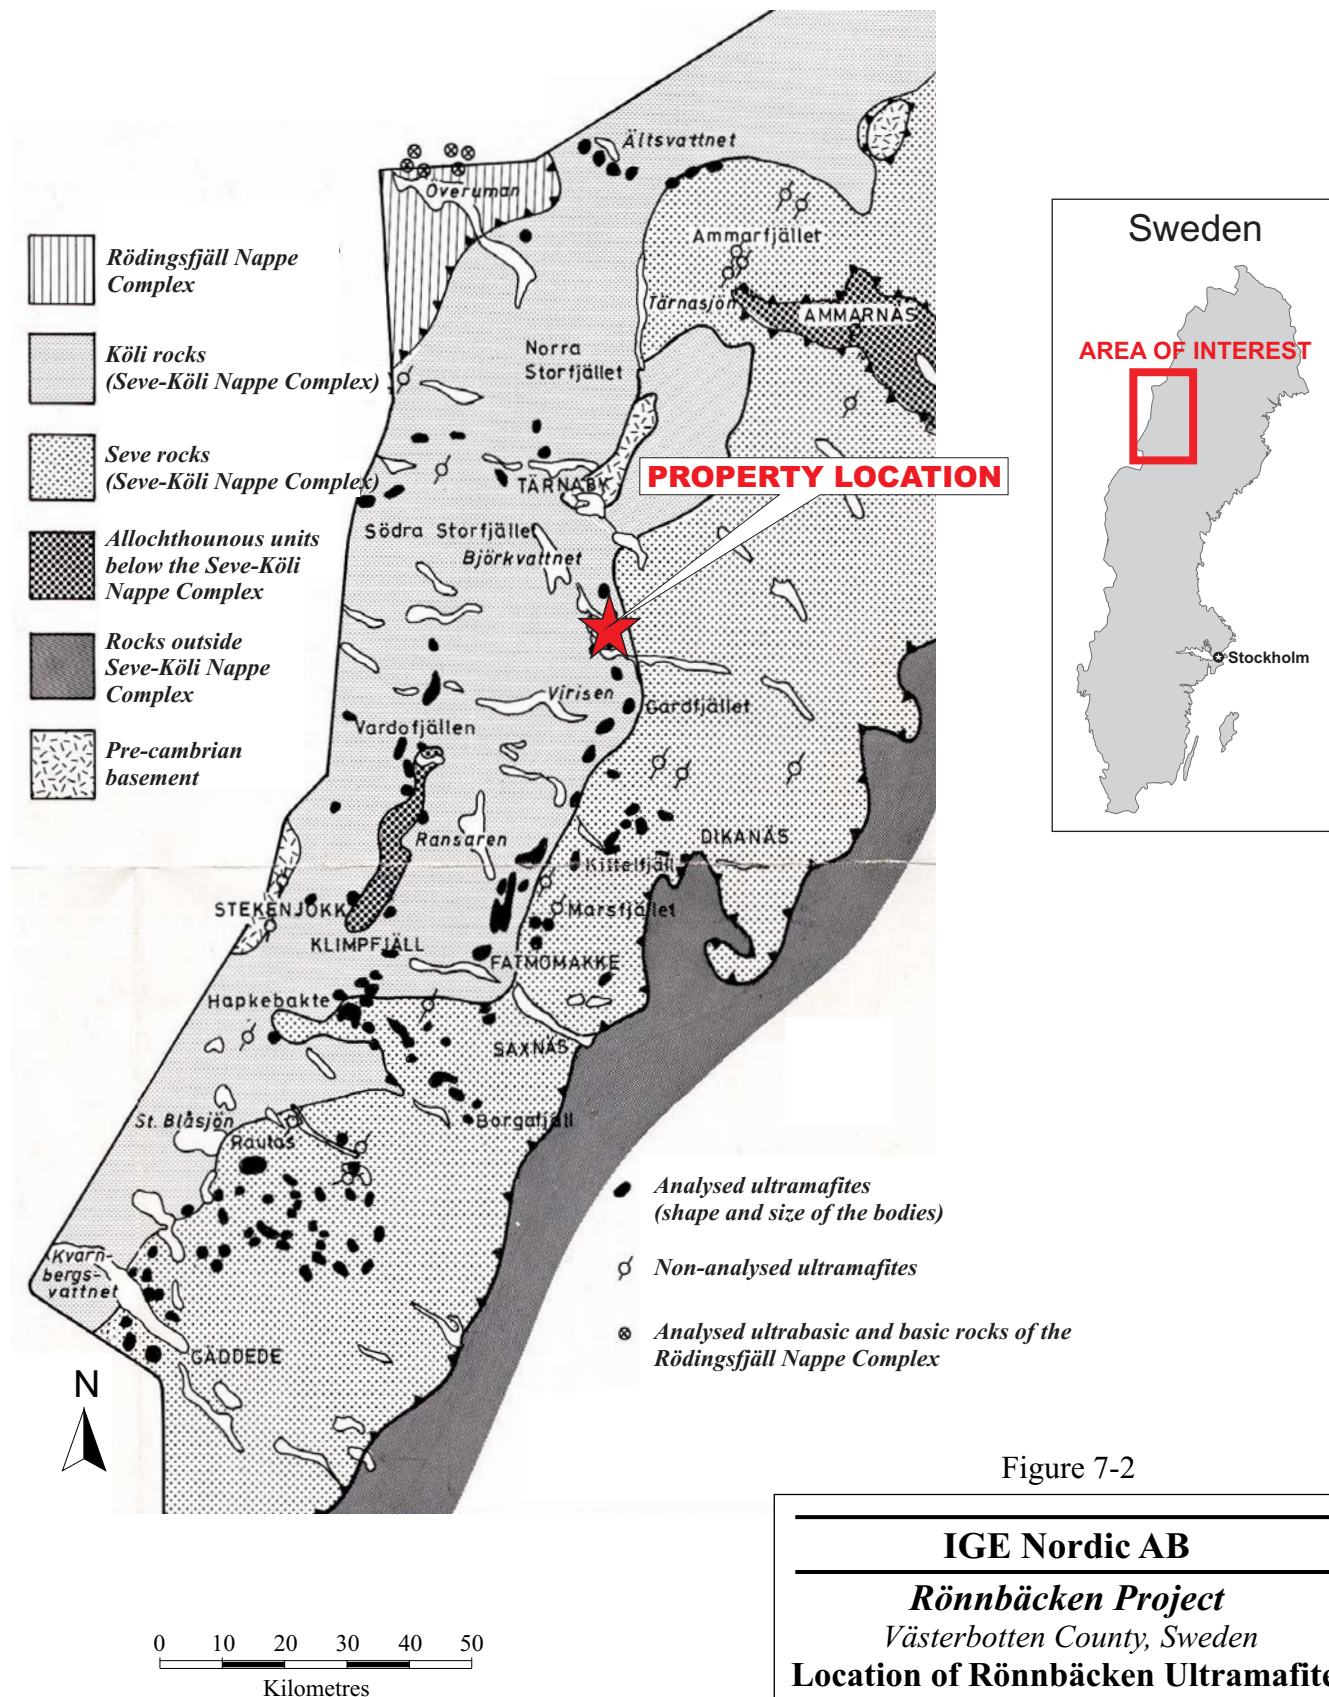 Ältsvattnet
Överuman
Ammarfjället
Tärnasjön
AMMARNÄS
Norra
Storfjället
Rödingsfjäll Nappe
Complex
Köli rocks
(Seve-Köli Nappe Complex)
Seve rocks
(Seve-Köli Nappe Complex)
Allochthounous units
below the Seve-Köli
Nappe Complex
Rocks outside
Seve-Köli Nappe
Complex
Pre-cambrian
basement
Sweden
AREA OF INTEREST
Stockholm
PROPERTY LOCATION
Södra Storfjället
Björkvattnet
Virisen
Gardfjället
Vardofjällen
Ransaren
DIKANÄS
Kittelfjäll
Marsfjället
STEKENJOKK
KLIMPFJÄLL
FATMOMAKKE
Hapkebakte
SAXNÄS
St. Blåsjön
Rautas
Borgafjäll
Kvarn-
bergs-
vattnet
GÄDDEDE
Analysed ultramafites
(shape and size of the bodies)
Non-analysed ultramafites
Analysed ultrabasic and basic rocks of the
Rödingsfjäll Nappe Complex
N
0 10 20 30 40 50
Kilometres
Figure 7-2
IGE Nordic AB
Rönnbäcken Project
Västerbotten County, Sweden
Location of Rönnbäcken Ultramafite